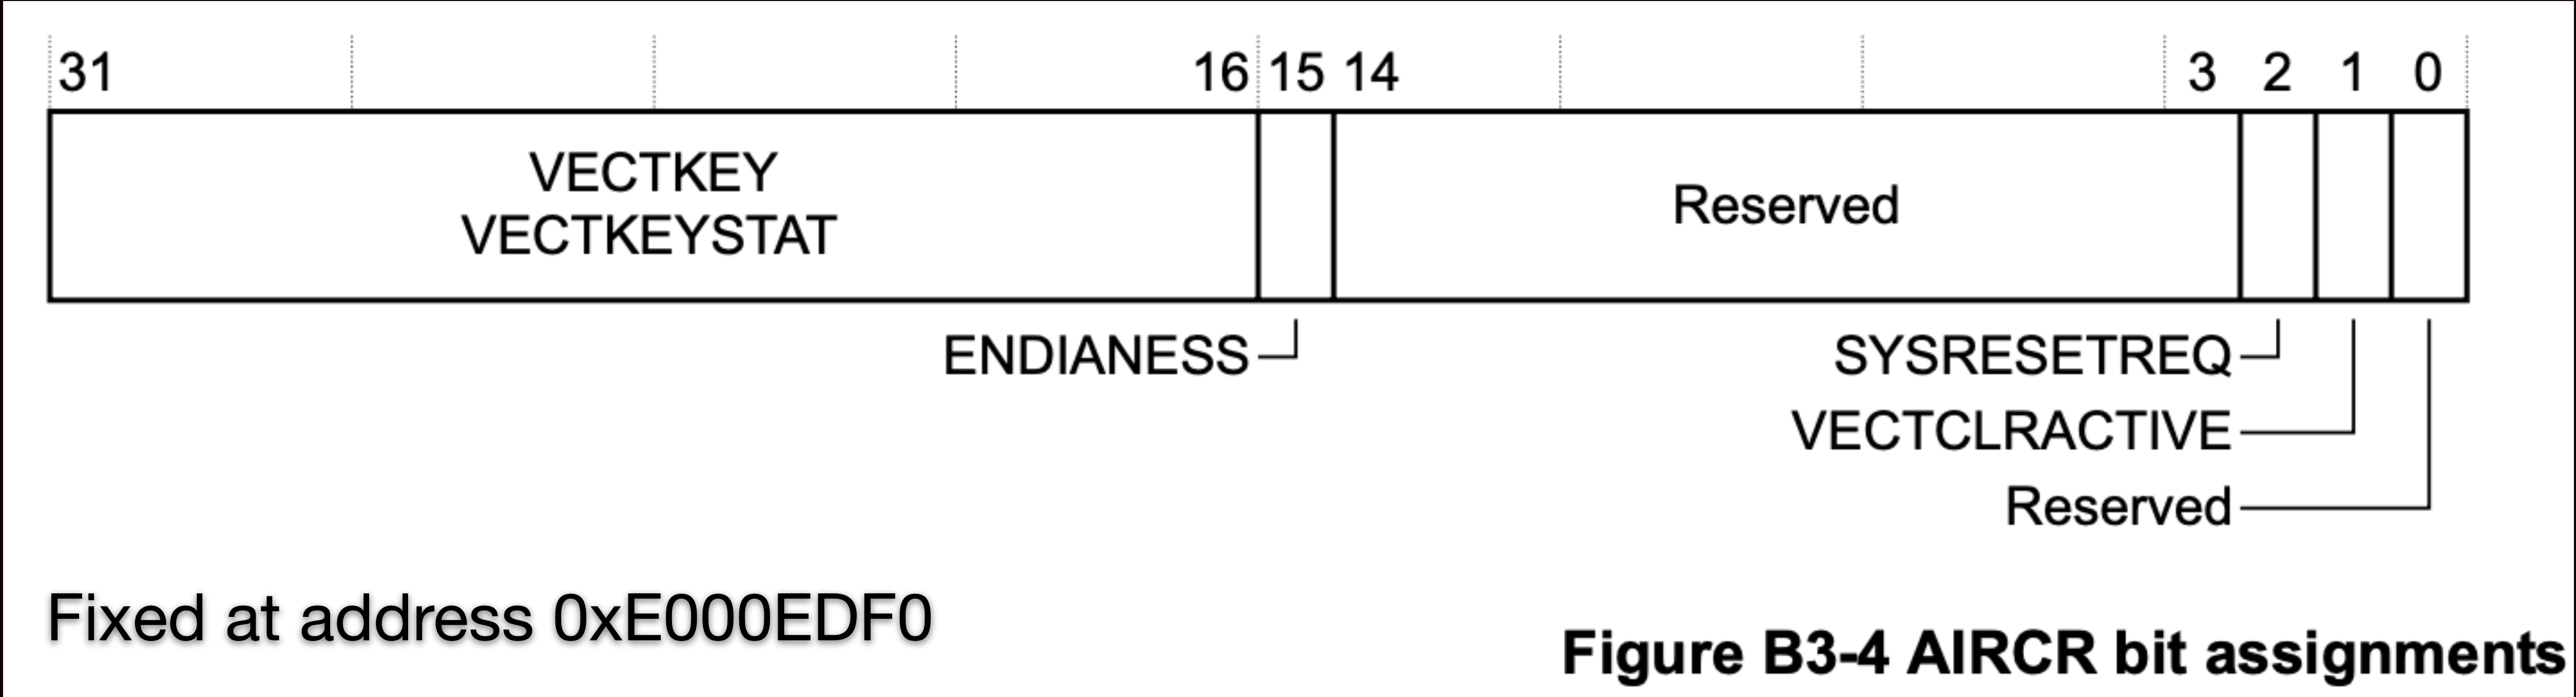 31 16 15 14 3 2 1 0
VECTKEY
VECTKEYSTAT
Reserved
ENDIANESS
SYSRESETREQ
VECTCLRACTIVE
Reserved
Fixed at address 0xE000EDF0
Figure B3-4 AIRCR bit assignments